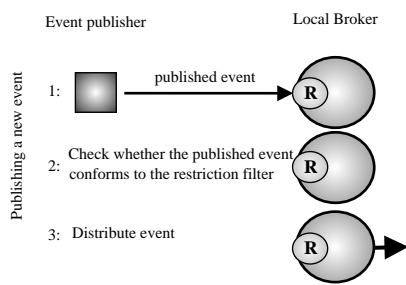 Event publisher
Local Broker
Publishing a new event
1:
published event
R
2:
Check whether the published event
conforms to the restriction filter
R
3:
Distribute event
R